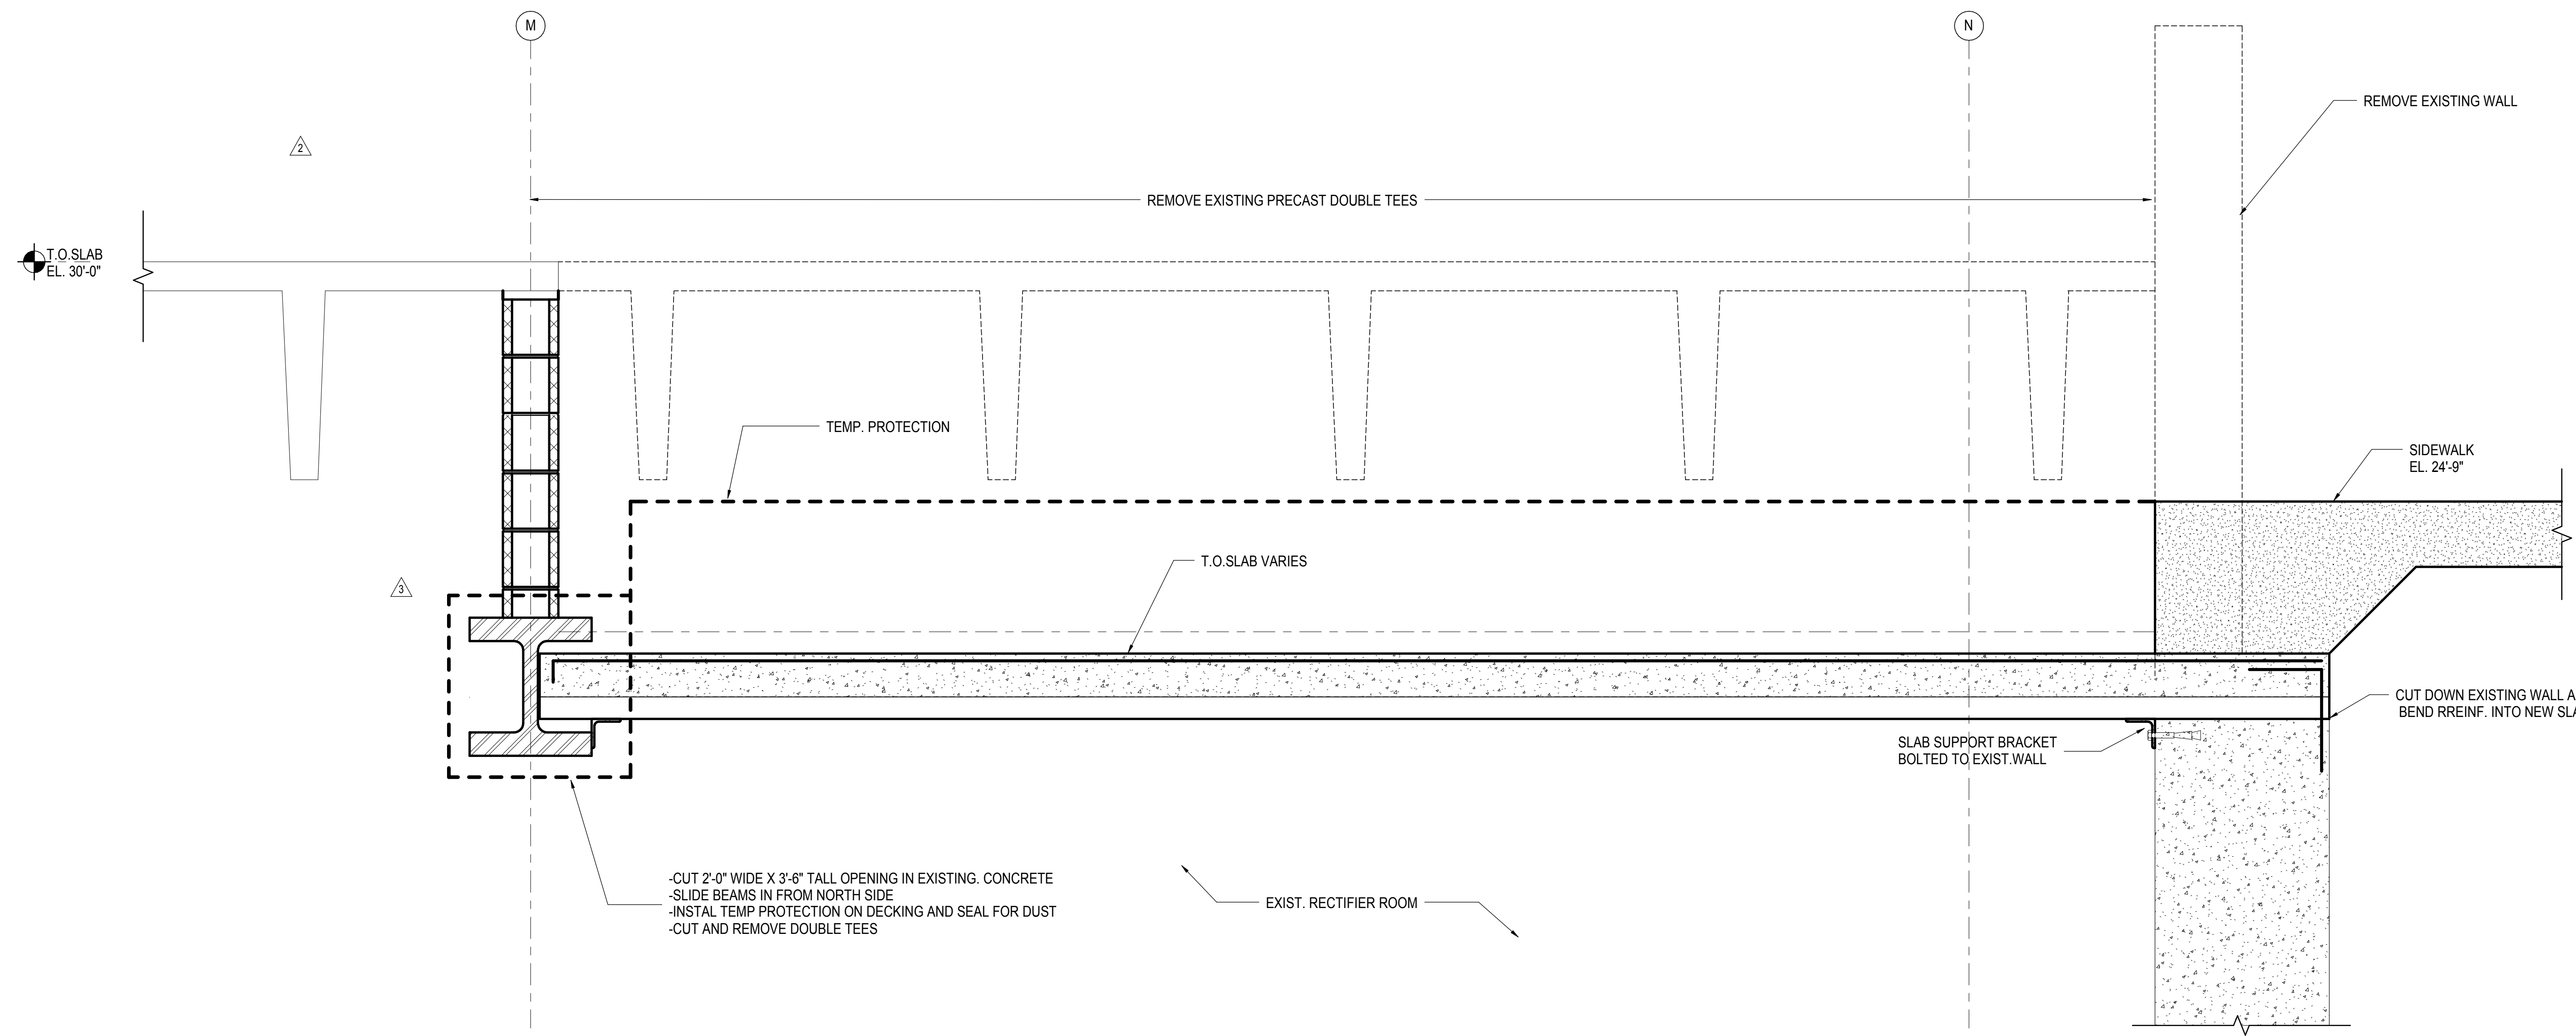 M
N
REMOVE EXISTING WALL
2
REMOVE EXISTING PRECAST DOUBLE TEES
T.O.SLAB
EL. 30'-0"
TEMP. PROTECTION
SIDEWALK
EL. 24'-9"
T.O.SLAB VARIES
3
CUT DOWN EXISTING WALL A
BEND RREINF. INTO NEW SLA
SLAB SUPPORT BRACKET
BOLTED TO EXIST.WALL
-CUT 2'-0" WIDE X 3'-6" TALL OPENING IN EXISTING. CONCRETE
-SLIDE BEAMS IN FROM NORTH SIDE
-INSTAL TEMP PROTECTION ON DECKING AND SEAL FOR DUST
-CUT AND REMOVE DOUBLE TEES
EXIST. RECTIFIER ROOM